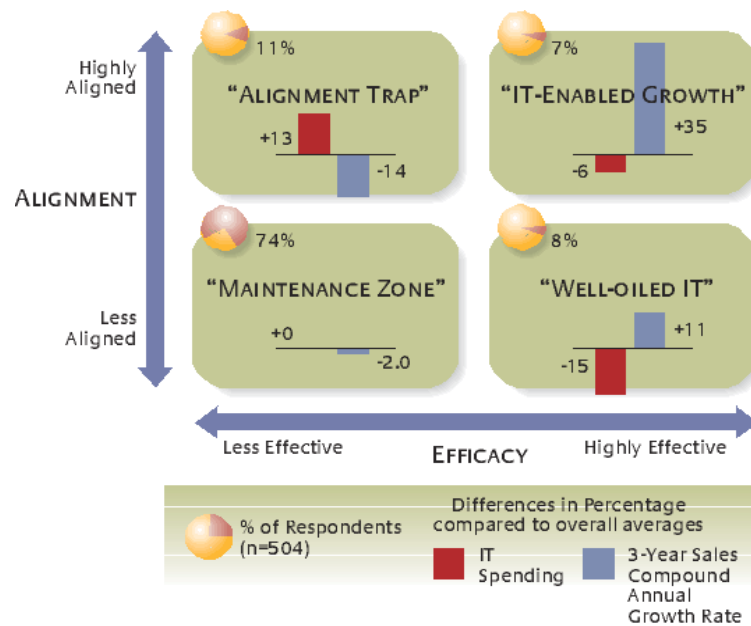 11%
7%
Highly
Aligned
"ALIGNMENT TRAP"
"IT-ENABLED GROWTH"
+13
-14
+35
-6
ALIGNMENT
74%
8%
"MAINTENANCE ZONE"
"WELL-OILED IT"
Less
Aligned
+0
-2.0
+11
-15
Less Effective
EFFICACY
Highly Effective
% of Respondents
(n=504)
Differences in Percentage
compared to overall averages
IT
Spending
3-Year Sales
Compound
Annual
Growth Rate